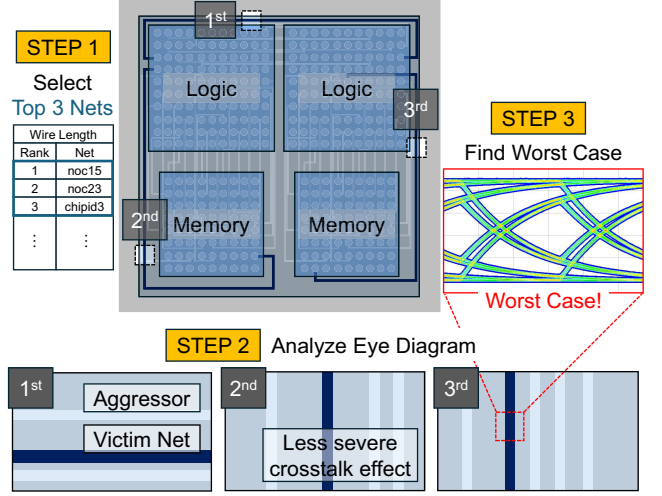 STEP 1
Select
Top 3 Nets
Wire Length
Rank Net
1 noc15
2 noc23
3 chipid3
⋮ ⋮
1st
Logic
Logic
3rd
2nd
Memory
Memory
STEP 3
Find Worst Case
Worst Case!
STEP 2 Analyze Eye Diagram
1st
Aggressor
Victim Net
2nd
Less severe
crosstalk effect
3rd